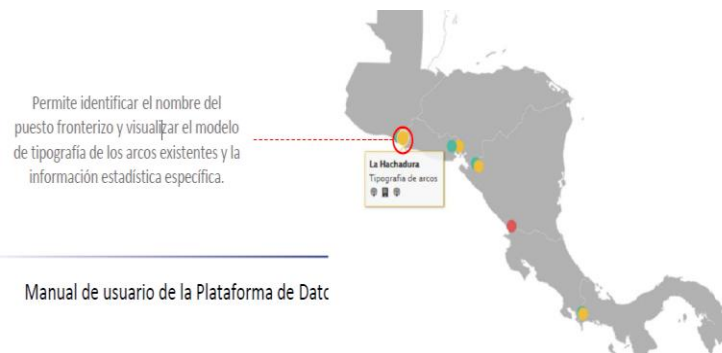 Permite identificar el nombre del
puesto fronterizo y visualizar el modelo
de tipografía de los arcos existentes y la
información estadística específica.
La Hachadura
Tipografia de arcos
Manual de usuario de la Plataforma de Datc